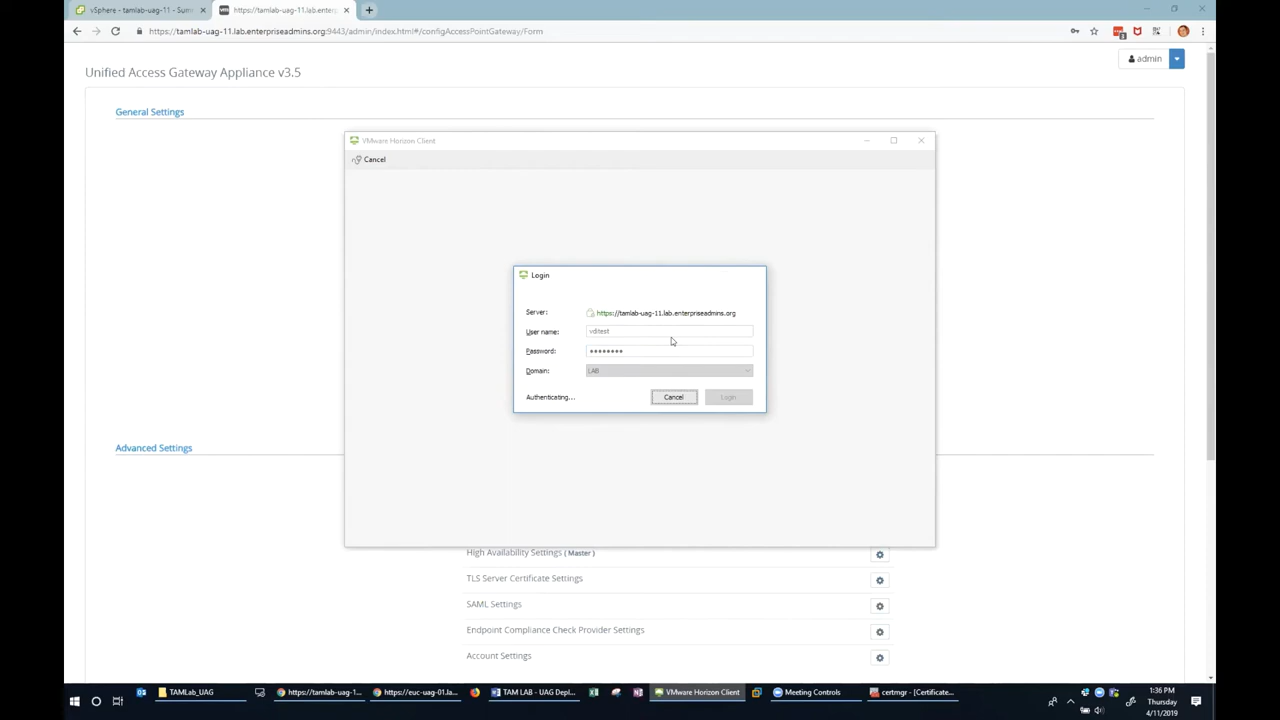 vSphere - tamlab-uag-11 - Sum
https://tamlab-uag-11.lab.enterpr
https://tamlab-uag-11.lab.enterpriseadmins.org:9443/admin/index.html#/configAccessPointGateway/Form
Unified Access Gateway Appliance v3.5
admin
General Settings
VMware Horizon Client
Cancel
Login
Server:
https://tamlab-uag-11.lab.enterpriseadmins.org
User name:
vditest
Password:
••••••••
Domain:
LAB
Authenticating...
Cancel
Login
Advanced Settings
High Availability Settings ( Master )
TLS Server Certificate Settings
SAML Settings
Endpoint Compliance Check Provider Settings
Account Settings
TAMLab_UAG
https://tamlab-uag-1...
https://euc-uag-01.la...
TAM LAB - UAG Depl...
VMware Horizon Client
Meeting Controls
certmgr - [Certificate...
1:36 PM
Thursday
4/11/2019